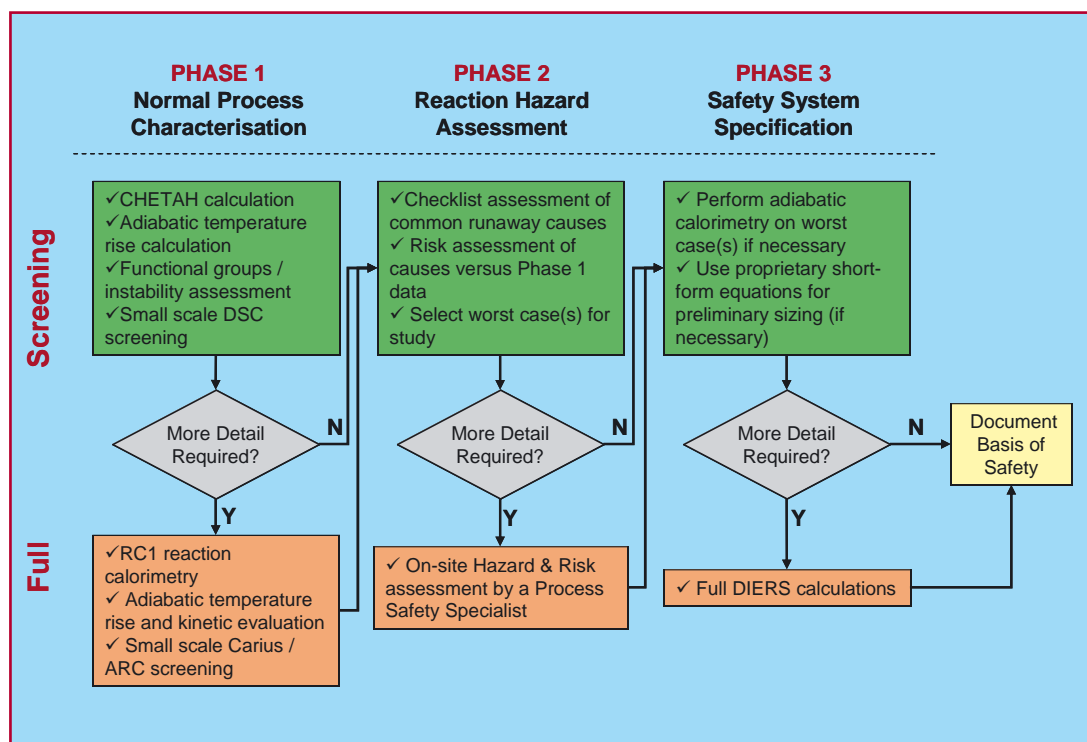 PHASE 1
Normal Process
Characterisation
PHASE 2
Reaction Hazard
Assessment
PHASE 3
Safety System
Specification
Screening
✓CHETAH calculation
✓Adiabatic temperature
rise calculation
✓Functional groups /
instability assessment
✓Small scale DSC
screening
✓Checklist assessment of
common runaway causes
✓ Risk assessment of
causes versus Phase 1
data
✓ Select worst case(s) for
study
✓ Perform adiabatic
calorimetry on worst
case(s) if necessary
✓ Use proprietary short-
form equations for
preliminary sizing (if
necessary)
More Detail
Required?
N
Y
More Detail
Required?
N
Y
More Detail
Required?
N
Y
Document
Basis of
Safety
Full
✓RC1 reaction
calorimetry
✓ Adiabatic temperature
rise and kinetic evaluation
✓ Small scale Carius /
ARC screening
✓ On-site Hazard & Risk
assessment by a Process
Safety Specialist
✓ Full DIERS calculations